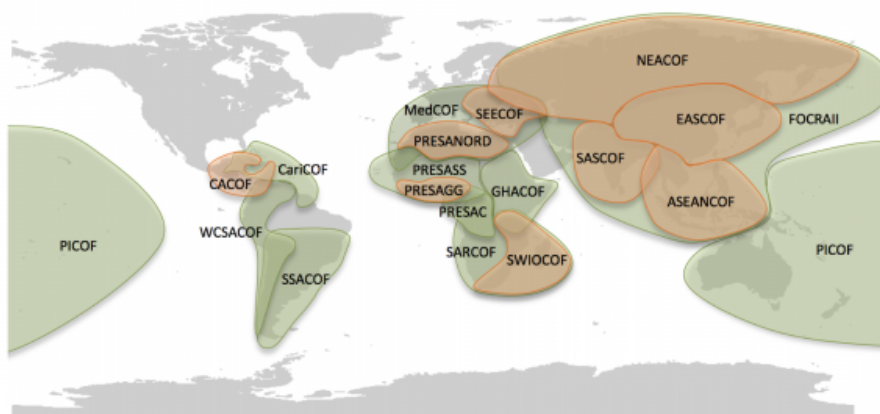 NEACOF
MedCOF
SEECOF
EASCOF
FOCRAII
PRESANORD
SASCOF
PRESASS
CariCOF
CACOF
PRESAGG
GHACOF
ASEANCOF
PRESAC
WCSACOF
PICOF
SARCOF
SWIOCOF
PICOF
SSACOF